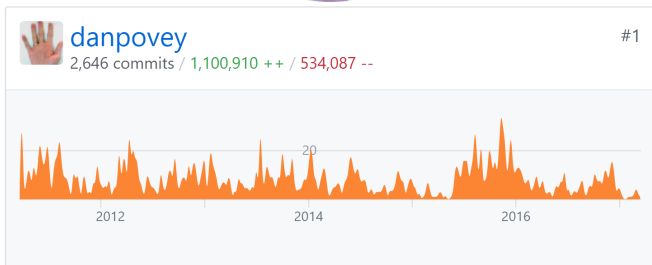 danpovey
#1
2,646 commits / 1,100,910 ++ / 534,087 --
20
2012 2014 2016